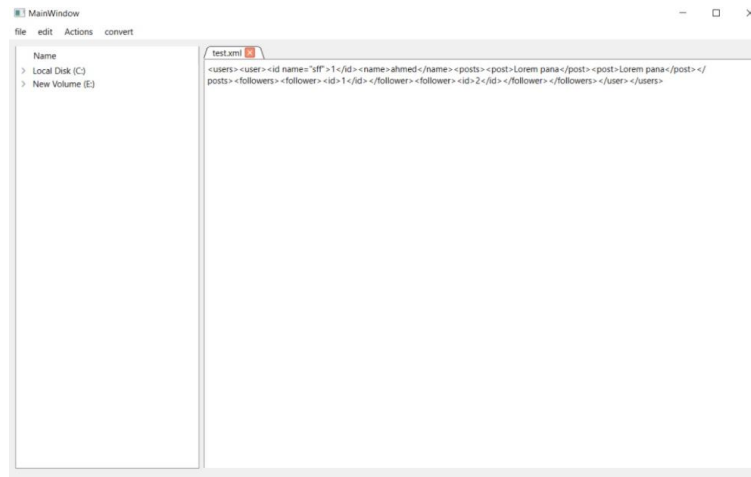 MainWindow
file edit Actions convert
Name
Local Disk (C:)
New Volume (E:)
test.xml
<users><user><id name="sff">1</id><name>ahmed</name><posts><post>Lorem pana</post><post>Lorem pana</post></
posts><followers><follower><id>1</id></follower><follower><id>2</id></follower></followers></user></users>